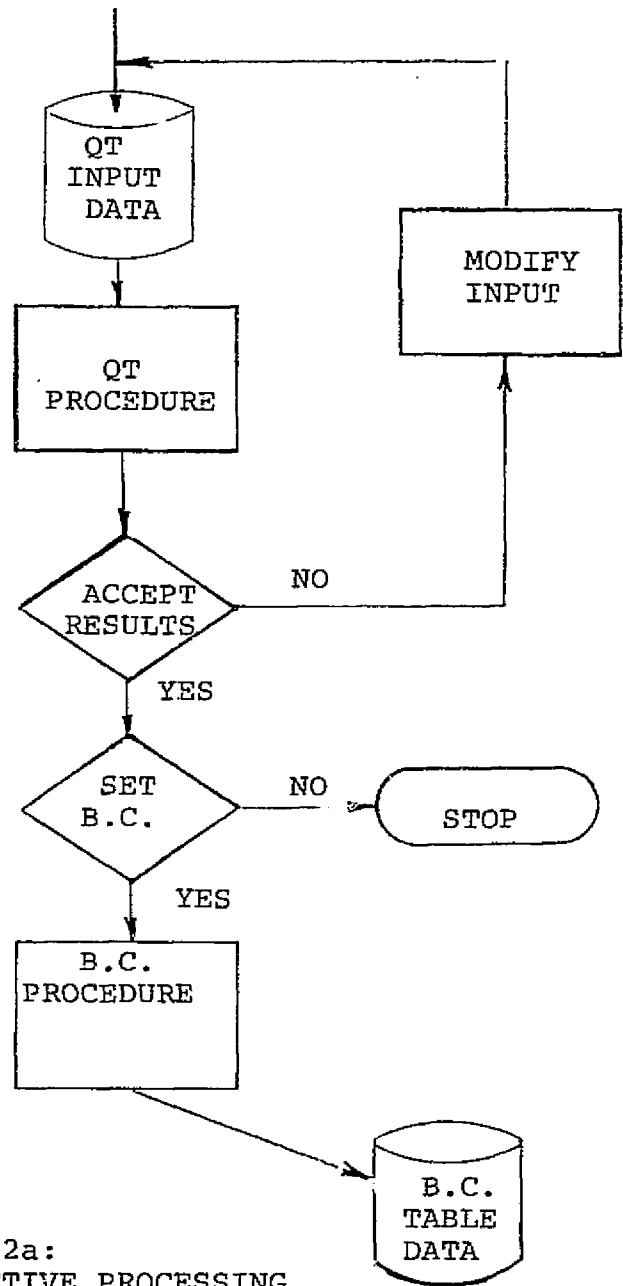 QT
INPUT
DATA
MODIFY
INPUT
QT
PROCEDURE
ACCEPT
RESULTS
NO
YES
SET
B.C.
NO
STOP
YES
B.C.
PROCEDURE
B.C.
TABLE
DATA
2a:
TIVE PROCESSING